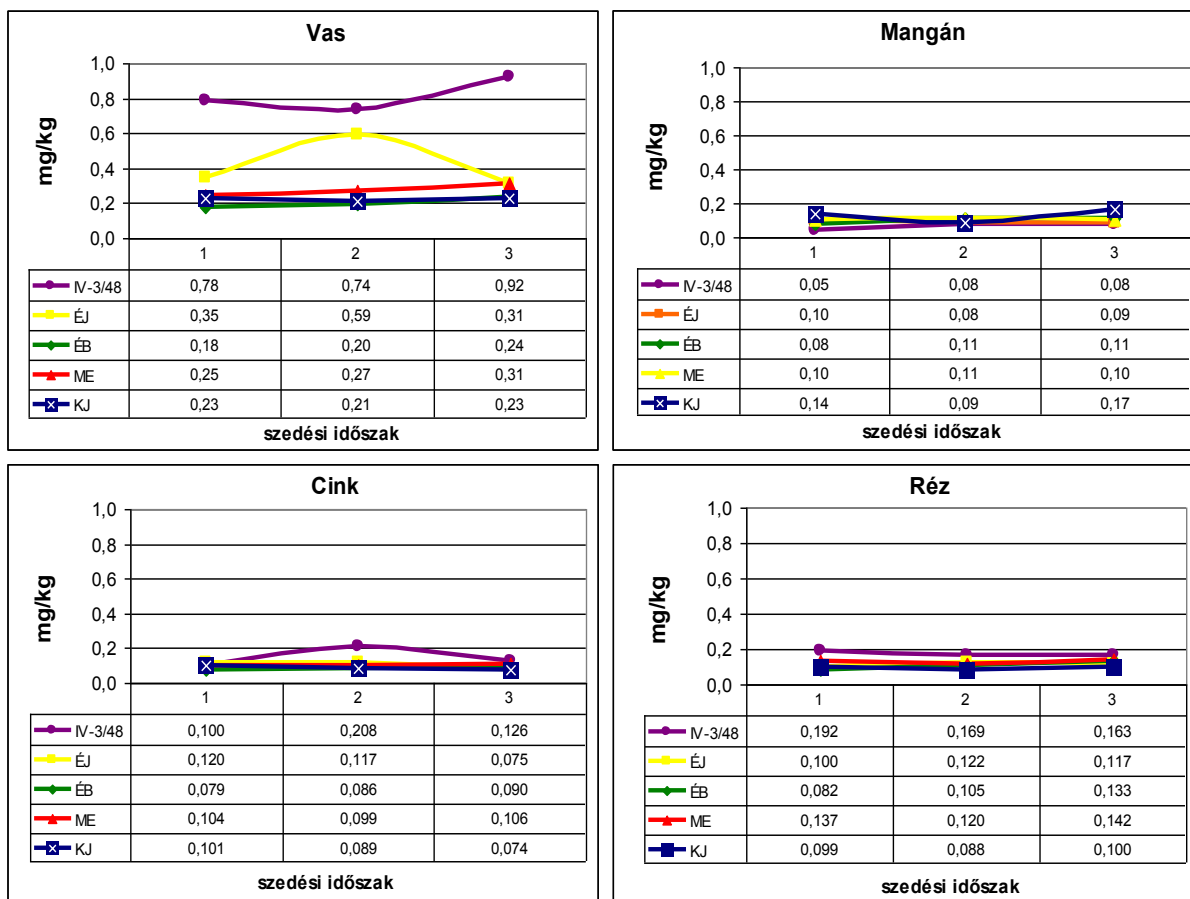 Vas
mg/kg
1,0
0,8
0,6
0,4
0,2
0,0
1 2 3
IV-3/48 0,78 0,74 0,92
ÉJ 0,35 0,59 0,31
ÉB 0,18 0,20 0,24
ME 0,25 0,27 0,31
KJ 0,23 0,21 0,23
szedési időszak
Mangán
mg/kg
1,0
0,8
0,6
0,4
0,2
0,0
1 2 3
IV-3/48 0,05 0,08 0,08
ÉJ 0,10 0,08 0,09
ÉB 0,08 0,11 0,11
ME 0,10 0,11 0,10
KJ 0,14 0,09 0,17
szedési időszak
Cink
mg/kg
1,0
0,8
0,6
0,4
0,2
0,0
1 2 3
IV-3/48 0,100 0,208 0,126
ÉJ 0,120 0,117 0,075
ÉB 0,079 0,086 0,090
ME 0,104 0,099 0,106
KJ 0,101 0,089 0,074
szedési időszak
Réz
mg/kg
1,0
0,8
0,6
0,4
0,2
0,0
1 2 3
IV-3/48 0,192 0,169 0,163
ÉJ 0,100 0,122 0,117
ÉB 0,082 0,105 0,133
ME 0,137 0,120 0,142
KJ 0,099 0,088 0,100
szedési időszak